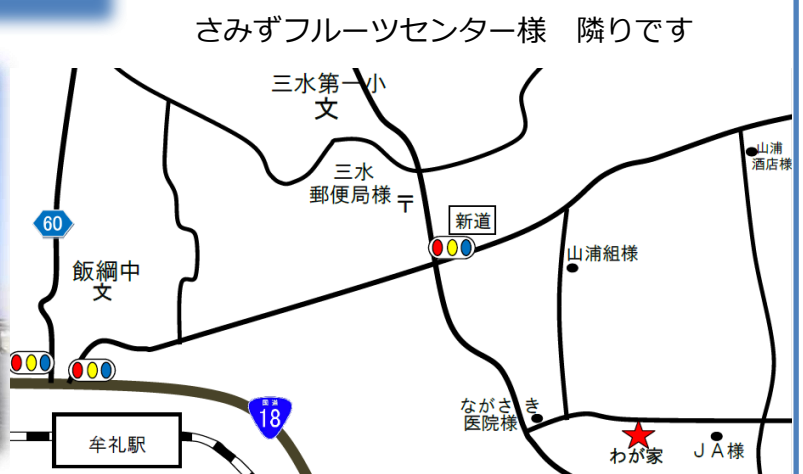 さみずフルーツセンター様　隣りです
三水第一小
文
三水
郵便局様
〒
山浦
酒店様
60
新道
飯綱中
文
山浦組様
国道
18
ながさき
医院様
牟礼駅
わが家
ＪＡ様